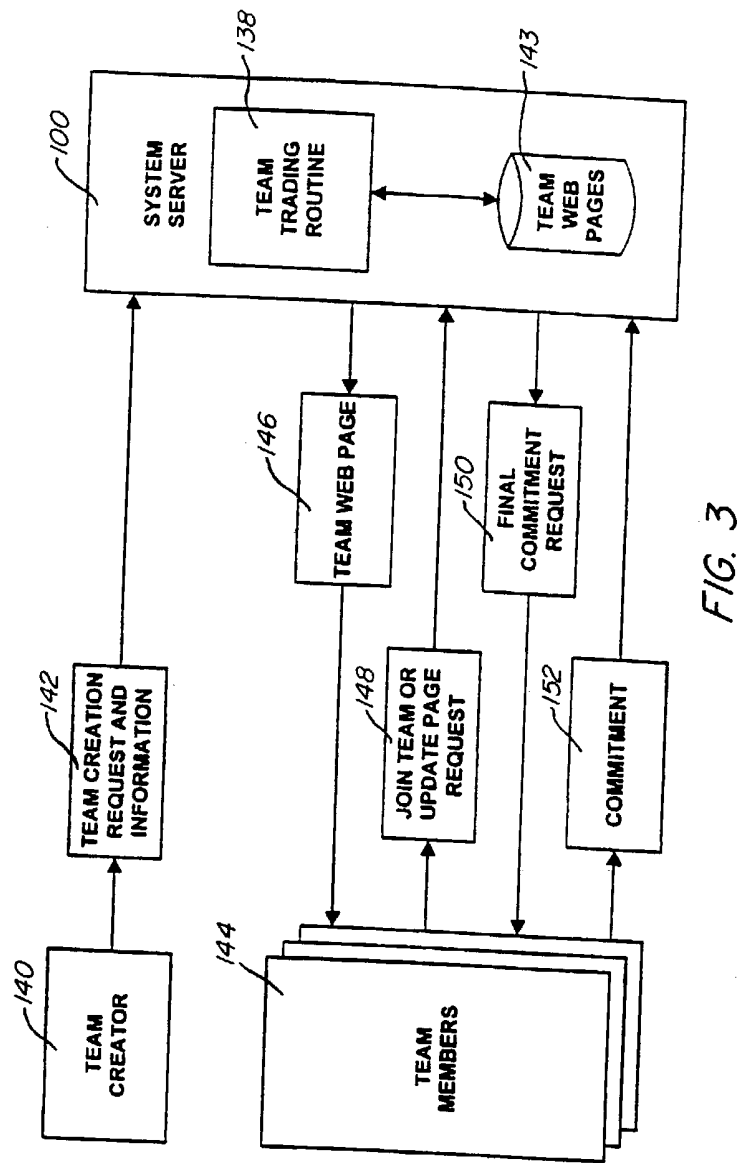 140
TEAM
CREATOR
142
TEAM CREATION
REQUEST AND
INFORMATION
100
SYSTEM
SERVER
138
TEAM
TRADING
ROUTINE
143
TEAM
WEB
PAGES
144
TEAM
MEMBERS
146
TEAM WEB PAGE
148
JOIN TEAM OR
UPDATE PAGE
REQUEST
150
FINAL
COMMITMENT
REQUEST
152
COMMITMENT
FIG. 3